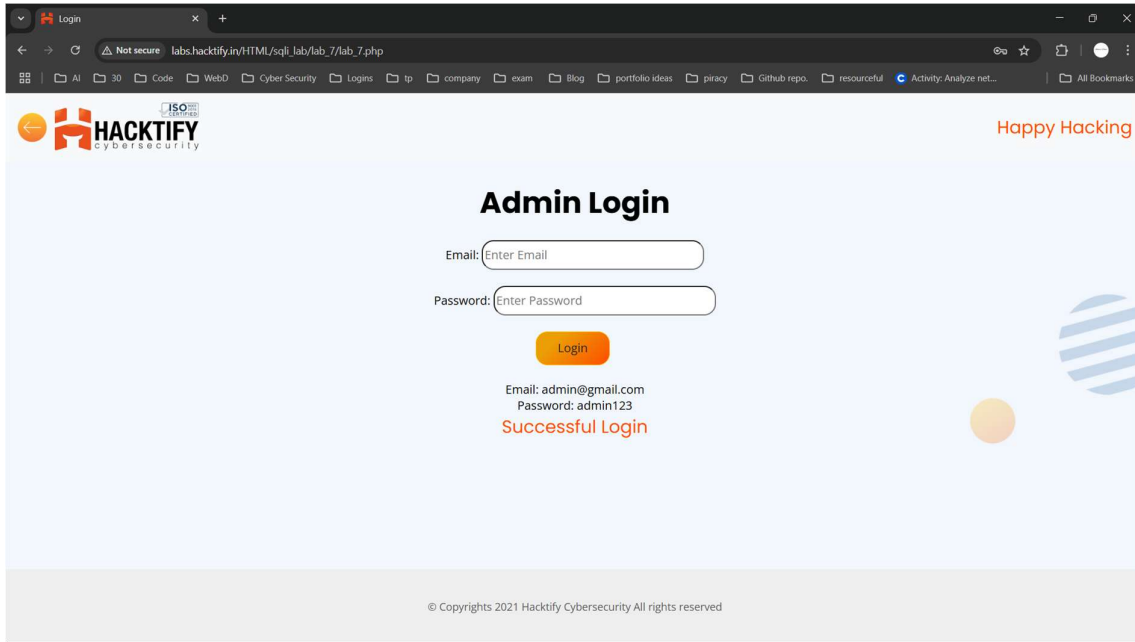 Login
Not secure labs.hacktify.in/HTML/sqli_lab/lab_7/lab_7.php
AI 30 Code WebD Cyber Security Logins tp company exam Blog portfolio ideas piracy Github repo. resourceful C Activity: Analyze net... All Bookmarks
ISO
CERTIFIED
HACKTIFY
cybersecurity
Happy Hacking
Admin Login
Email: Enter Email
Password: Enter Password
Login
Email: admin@gmail.com
Password: admin123
Successful Login
© Copyrights 2021 Hacktify Cybersecurity All rights reserved